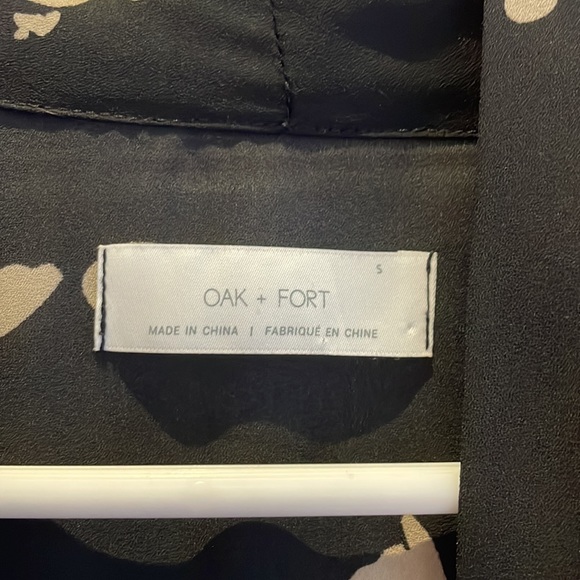 S
OAK + FORT
MADE IN CHINA | FABRIQUÉ EN CHINE